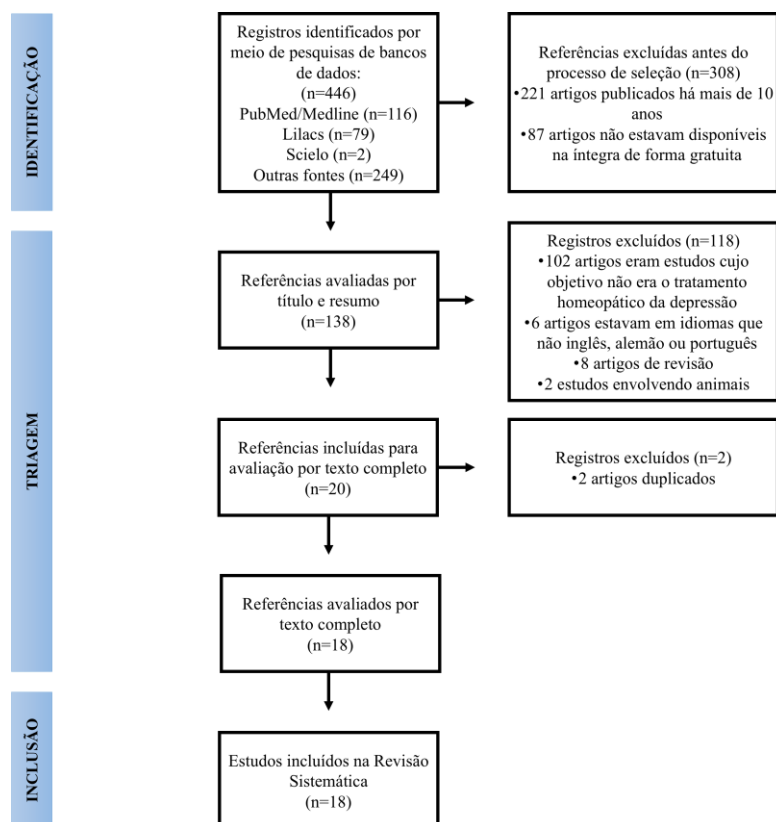 IDENTIFICAÇÃO
Registros identificados por
meio de pesquisas de bancos
de dados:
(n=446)
PubMed/Medline (n=116)
Lilacs (n=79)
Scielo (n=2)
Outras fontes (n=249)
Referências excluídas antes do
processo de seleção (n=308)
•221 artigos publicados há mais de 10
anos
•87 artigos não estavam disponíveis
na íntegra de forma gratuita
TRIAGEM
Referências avaliadas por
título e resumo
(n=138)
Registros excluídos (n=118)
•102 artigos eram estudos cujo
objetivo não era o tratamento
homeopático da depressão
•6 artigos estavam em idiomas que
não inglês, alemão ou português
•8 artigos de revisão
•2 estudos envolvendo animais
Referências incluídas para
avaliação por texto completo
(n=20)
Registros excluídos (n=2)
•2 artigos duplicados
Referências avaliados por
texto completo
(n=18)
INCLUSÃO
Estudos incluídos na Revisão
Sistemática
(n=18)